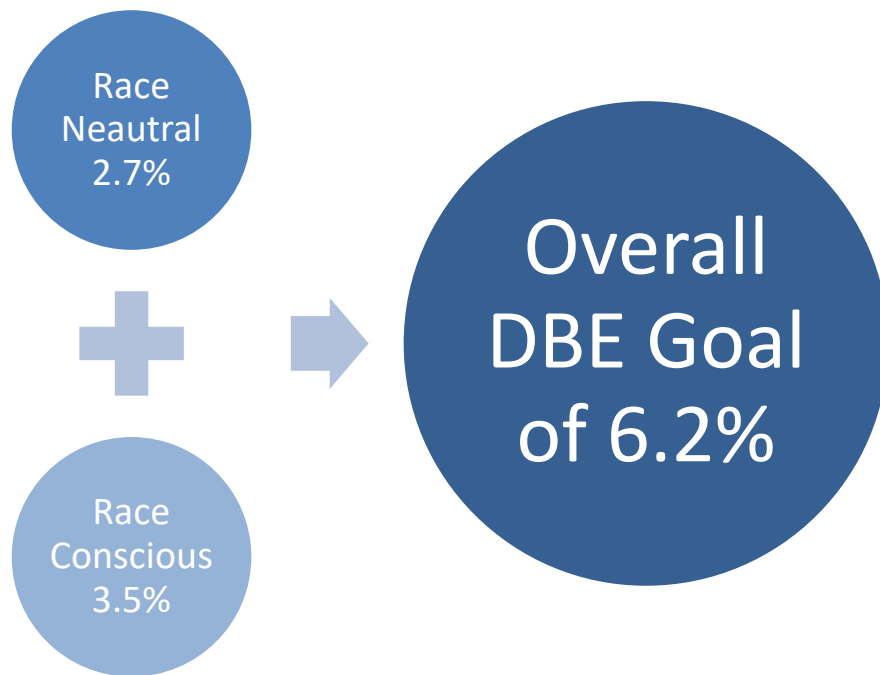 Race
Neautral
2.7%
Race
Conscious
3.5%
Overall
DBE Goal
of 6.2%